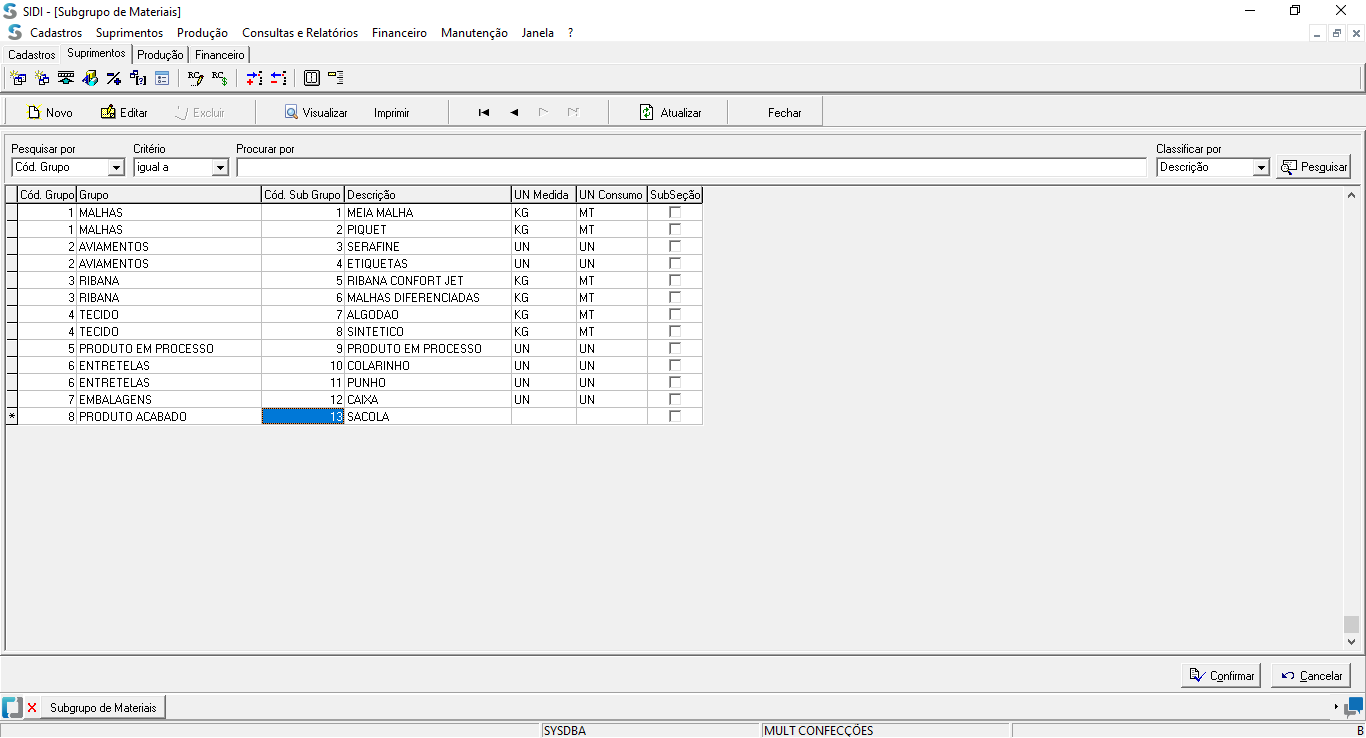 SIDI - [Subgrupo de Materiais]
Cadastros Suprimentos Produção Consultas e Relatórios Financeiro Manutenção Janela ?
Cadastros Suprimentos Produção Financeiro
Novo Editar Excluir Visualizar Imprimir Atualizar Fechar
Pesquisar por Critério Procurar por Classificar por
Cód. Grupo igual a Descrição Pesquisar
Cód. Grupo Grupo Cód. Sub Grupo Descrição UN Medida UN Consumo SubSeção
1 MALHAS 1 MEIA MALHA KG MT
1 MALHAS 2 PIQUET KG MT
2 AVIAMENTOS 3 SERAFINE UN UN
2 AVIAMENTOS 4 ETIQUETAS UN UN
3 RIBANA 5 RIBANA CONFORT JET KG MT
3 RIBANA 6 MALHAS DIFERENCIADAS KG MT
4 TECIDO 7 ALGODAO KG MT
4 TECIDO 8 SINTETICO KG MT
5 PRODUTO EM PROCESSO 9 PRODUTO EM PROCESSO UN UN
6 ENTRETELAS 10 COLARINHO UN UN
6 ENTRETELAS 11 PUNHO UN UN
7 EMBALAGENS 12 CAIXA UN UN
* 8 PRODUTO ACABADO 13 SACOLA
Confirmar Cancelar
Subgrupo de Materiais
SYSDBA MULT CONFECÇÕES B